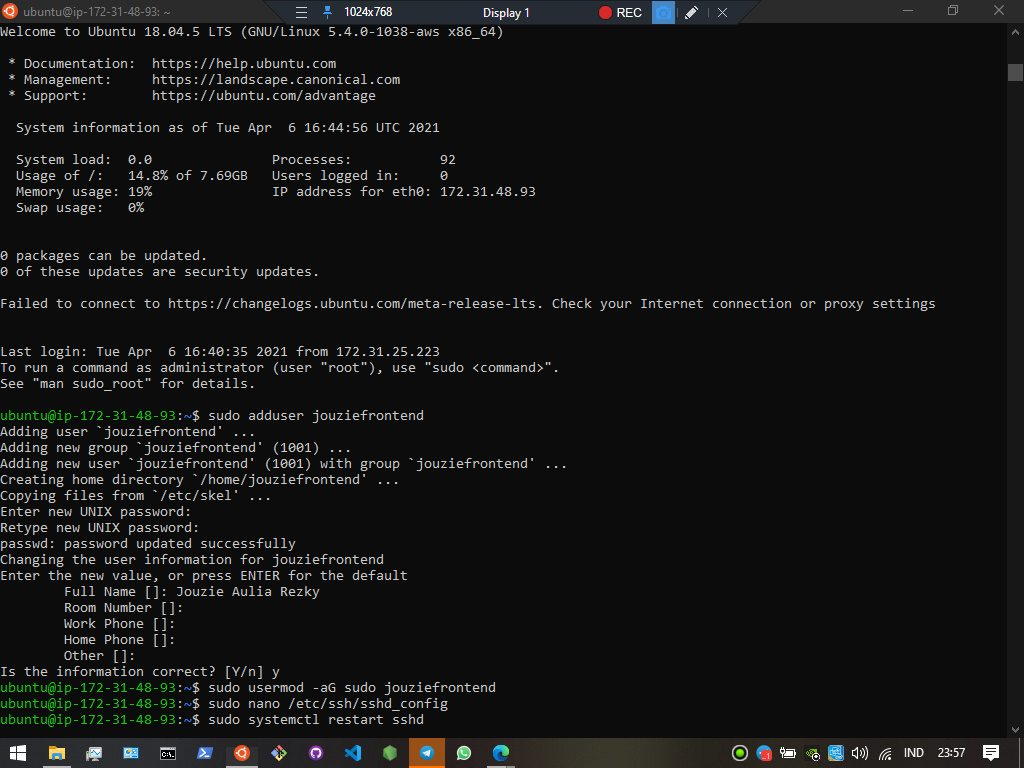 ubuntu@ip-172-31-48-93: ~
1024x768
Display 1
REC
Welcome to Ubuntu 18.04.5 LTS (GNU/Linux 5.4.0-1038-aws x86_64)
* Documentation:  https://help.ubuntu.com
* Management:     https://landscape.canonical.com
* Support:        https://ubuntu.com/advantage
System information as of Tue Apr  6 16:44:56 UTC 2021
System load:  0.0               Processes:           92
Usage of /:   14.8% of 7.69GB   Users logged in:     0
Memory usage: 19%               IP address for eth0: 172.31.48.93
Swap usage:   0%
0 packages can be updated.
0 of these updates are security updates.
Failed to connect to https://changelogs.ubuntu.com/meta-release-lts. Check your Internet connection or proxy settings
Last login: Tue Apr  6 16:40:35 2021 from 172.31.25.223
To run a command as administrator (user "root"), use "sudo <command>".
See "man sudo_root" for details.
ubuntu@ip-172-31-48-93:~$ sudo adduser jouziefrontend
Adding user `jouziefrontend' ...
Adding new group `jouziefrontend' (1001) ...
Adding new user `jouziefrontend' (1001) with group `jouziefrontend' ...
Creating home directory `/home/jouziefrontend' ...
Copying files from `/etc/skel' ...
Enter new UNIX password:
Retype new UNIX password:
passwd: password updated successfully
Changing the user information for jouziefrontend
Enter the new value, or press ENTER for the default
Full Name []: Jouzie Aulia Rezky
Room Number []:
Work Phone []:
Home Phone []:
Other []:
Is the information correct? [Y/n] y
ubuntu@ip-172-31-48-93:~$ sudo usermod -aG sudo jouziefrontend
ubuntu@ip-172-31-48-93:~$ sudo nano /etc/ssh/sshd_config
ubuntu@ip-172-31-48-93:~$ sudo systemctl restart sshd
IND
23:57